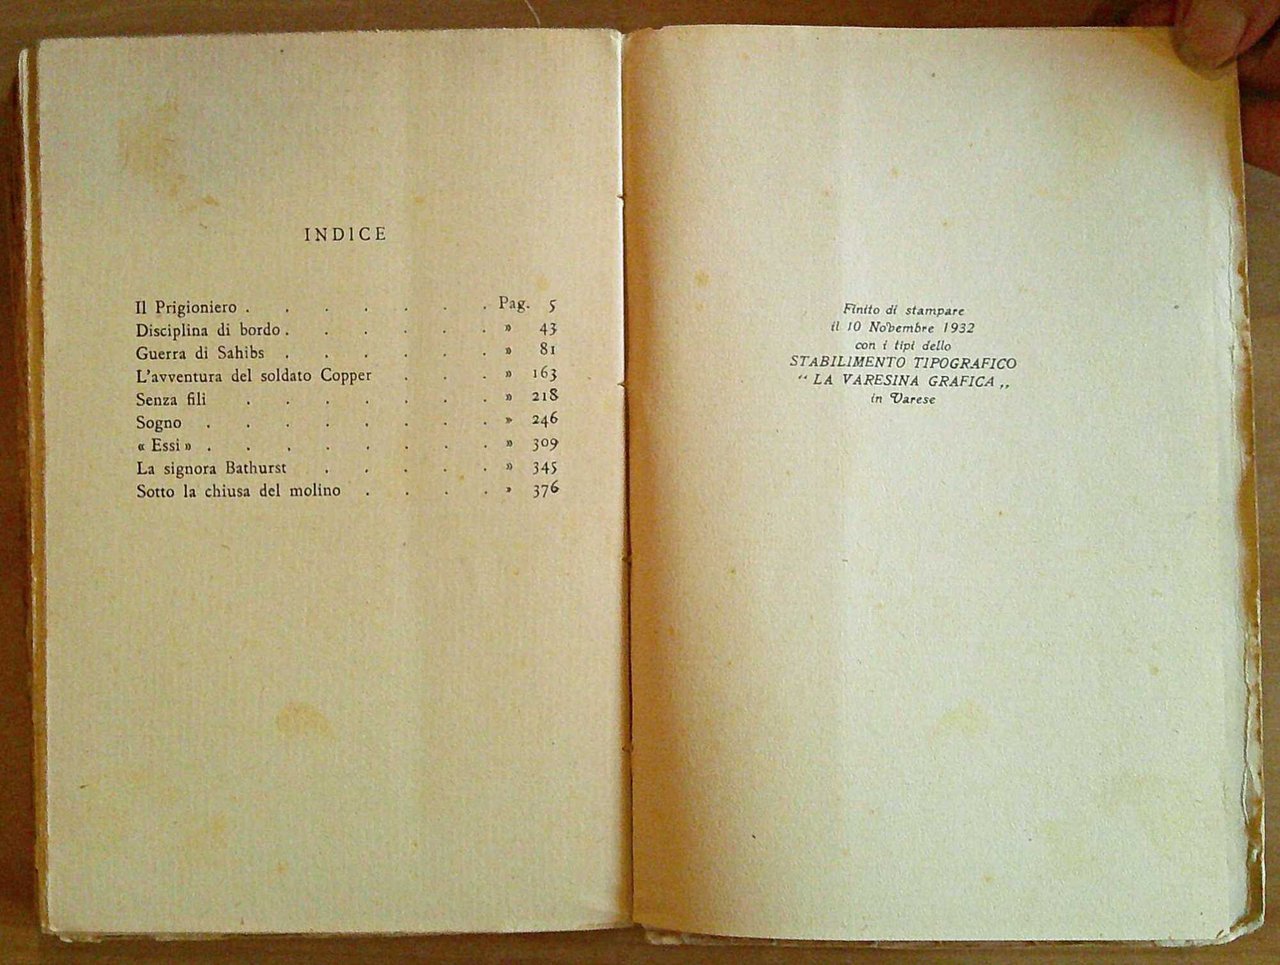 INDICE
Il Prigioniero . . . . . . . Pag. 5
Disciplina di bordo . . . . . . » 43
Guerra di Sahibs . . . . . . » 81
L'avventura del soldato Copper . . . » 163
Senza fili . . . . . . . » 218
Sogno . . . . . . . . » 246
« Essi » . . . . . . . . » 309
La signora Bathurst . . . . . » 345
Sotto la chiusa del molino . . . . » 376
Finito di stampare
il 10 Novembre 1932
con i tipi dello
STABILIMENTO TIPOGRAFICO
“ LA VARESINA GRAFICA „
in Varese